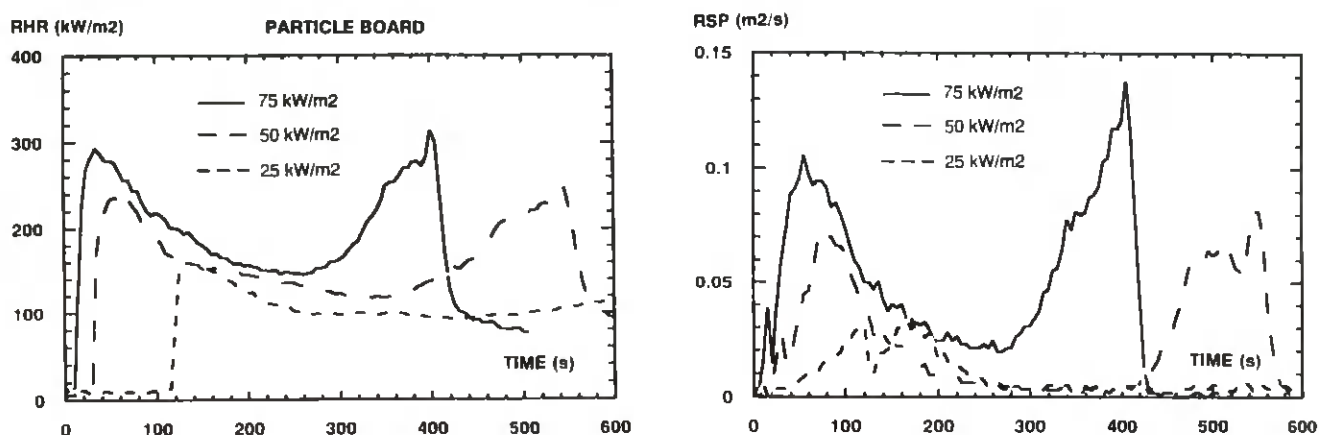 RHR (kW/m2)
PARTICLE BOARD
400
300
200
100
0
75 kW/m2
50 kW/m2
25 kW/m2
TIME (s)
0 100 200 300 400 500 600
RSP (m2/s)
0.15
0.1
0.05
0
75 kW/m2
50 kW/m2
25 kW/m2
TIME (s)
0 100 200 300 400 500 600